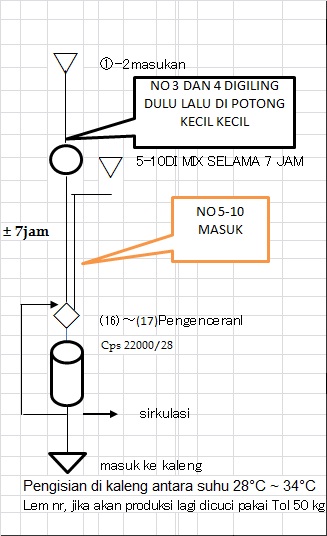 ①-2masukan
NO 3 DAN 4 DIGILING
DULU LALU DI POTONG
KECIL KECIL
5-10DI MIX SELAMA 7 JAM
NO 5-10
MASUK
± 7jam
(16)～(17)Pengenceranl
Cps 22000/28
sirkulasi
masuk ke kaleng
Pengisian di kaleng antara suhu 28°C ~ 34°C
Lem nr, jika akan produksi lagi dicuci pakai Tol 50 kg